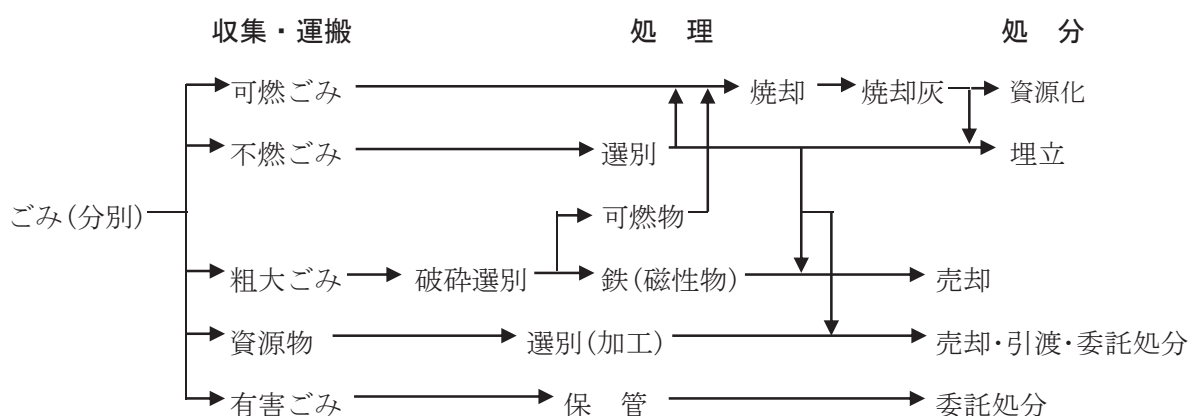 収集・運搬 処 理 処 分
可燃ごみ 焼却 焼却灰 資源化
不燃ごみ 選別 埋立
ごみ(分別) 可燃物
粗大ごみ 破砕選別 鉄(磁性物) 売却
資源物 選別(加工) 売却・引渡・委託処分
有害ごみ 保 管 委託処分